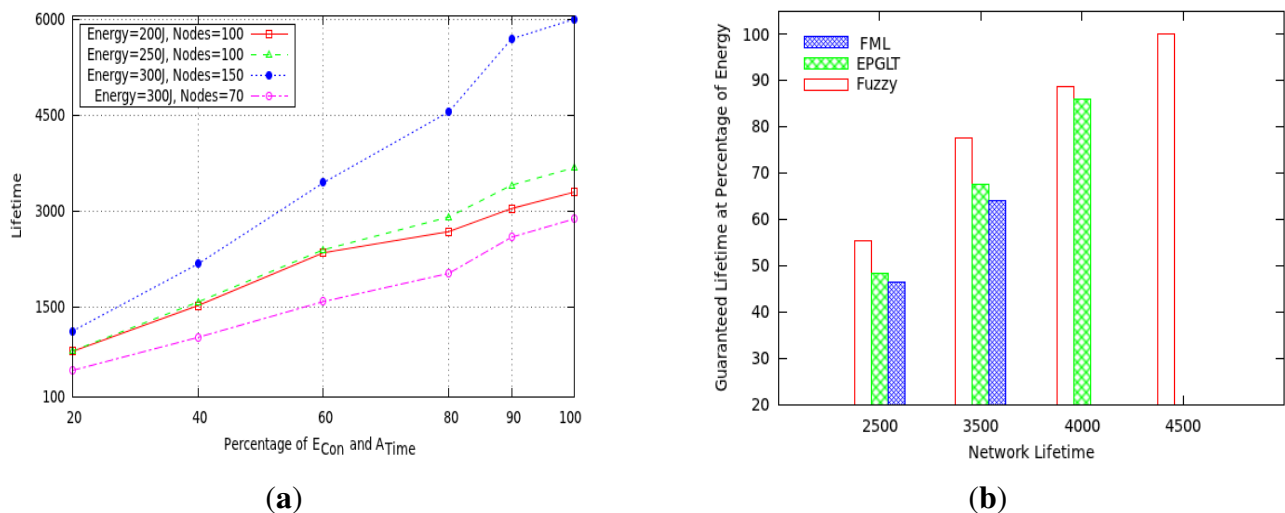 6000
4500
3000
1500
100
Lifetime
Energy=200J, Nodes=100
Energy=250J, Nodes=100
Energy=300J, Nodes=150
Energy=300J, Nodes=70
20 40 60 80 90 100
Percentage of E_Con and A_Time
(a)
Guaranteed Lifetime at Percentage of Energy
100
90
80
70
60
50
40
30
20
FML
EPGLT
Fuzzy
2500 3500 4000 4500
Network Lifetime
(b)